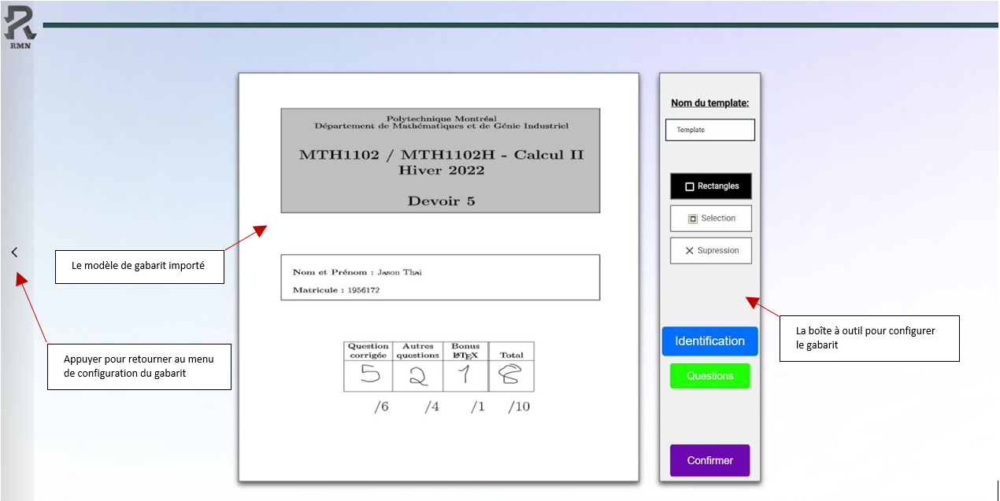 RMN
Polytechnique Montréal
Département de Mathématiques et de Génie Industriel
MTH1102 / MTH1102H - Calcul II
Hiver 2022
Devoir 5
Le modèle de gabarit importé
Appuyer pour retourner au menu
de configuration du gabarit
Nom et Prénom : Jason Thai
Matricule : 1956172
Question corrigée Autres questions Bonus LATEX Total
5 2 1 8
/6 /4 /1 /10
Nom du template:
Template
Rectangles
Selection
Supression
Identification
Questions
Confirmer
La boîte à outil pour configurer
le gabarit